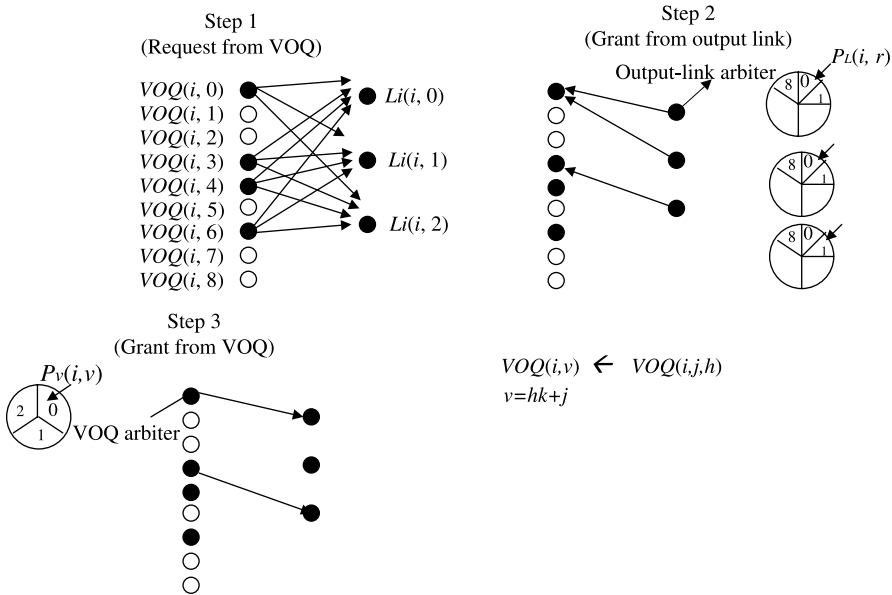 Step 1
(Request from VOQ)
VOQ(i, 0)
VOQ(i, 1)
VOQ(i, 2)
VOQ(i, 3)
VOQ(i, 4)
VOQ(i, 5)
VOQ(i, 6)
VOQ(i, 7)
VOQ(i, 8)
Li(i, 0)
Li(i, 1)
Li(i, 2)
Step 2
(Grant from output link)
Output-link arbiter
PL(i, r)
8 0 1
8 0 1
8 0 1
Step 3
(Grant from VOQ)
Pv(i,v)
2 0 1
VOQ arbiter
VOQ(i,v) ← VOQ(i,j,h)
v=hk+j